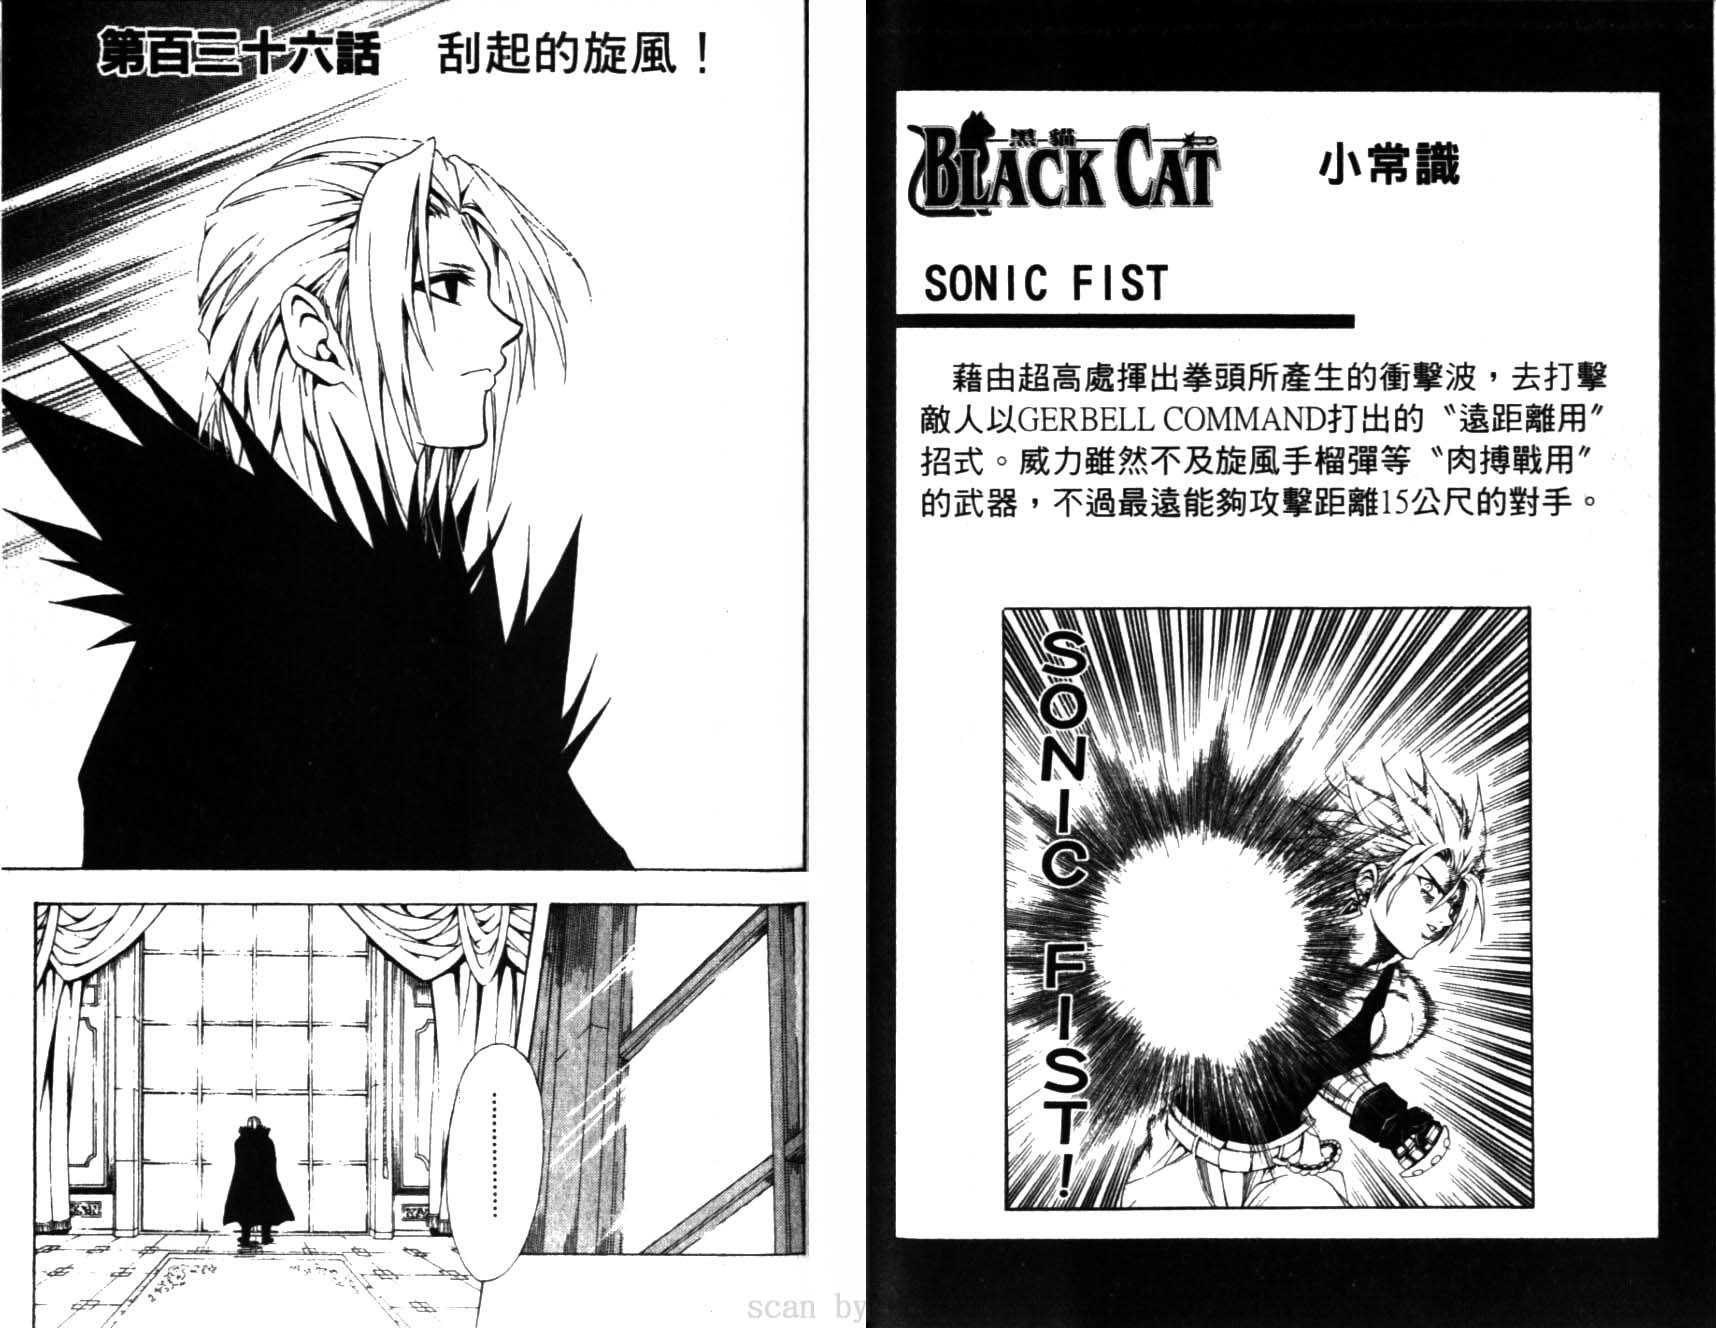 黑猫
BLACK CAT
小常識
SONIC FIST
藉由超高處揮出拳頭所產生的衝擊波，去打擊
敵人以GERBELL COMMAND打出的〝遠距離用〞
招式。威力雖然不及旋風手榴彈等〝肉搏戰用〞
的武器，不過最遠能夠攻擊距離15公尺的對手。
SONIC FIST!
第百三十六話 刮起的旋風！
…………
scan by